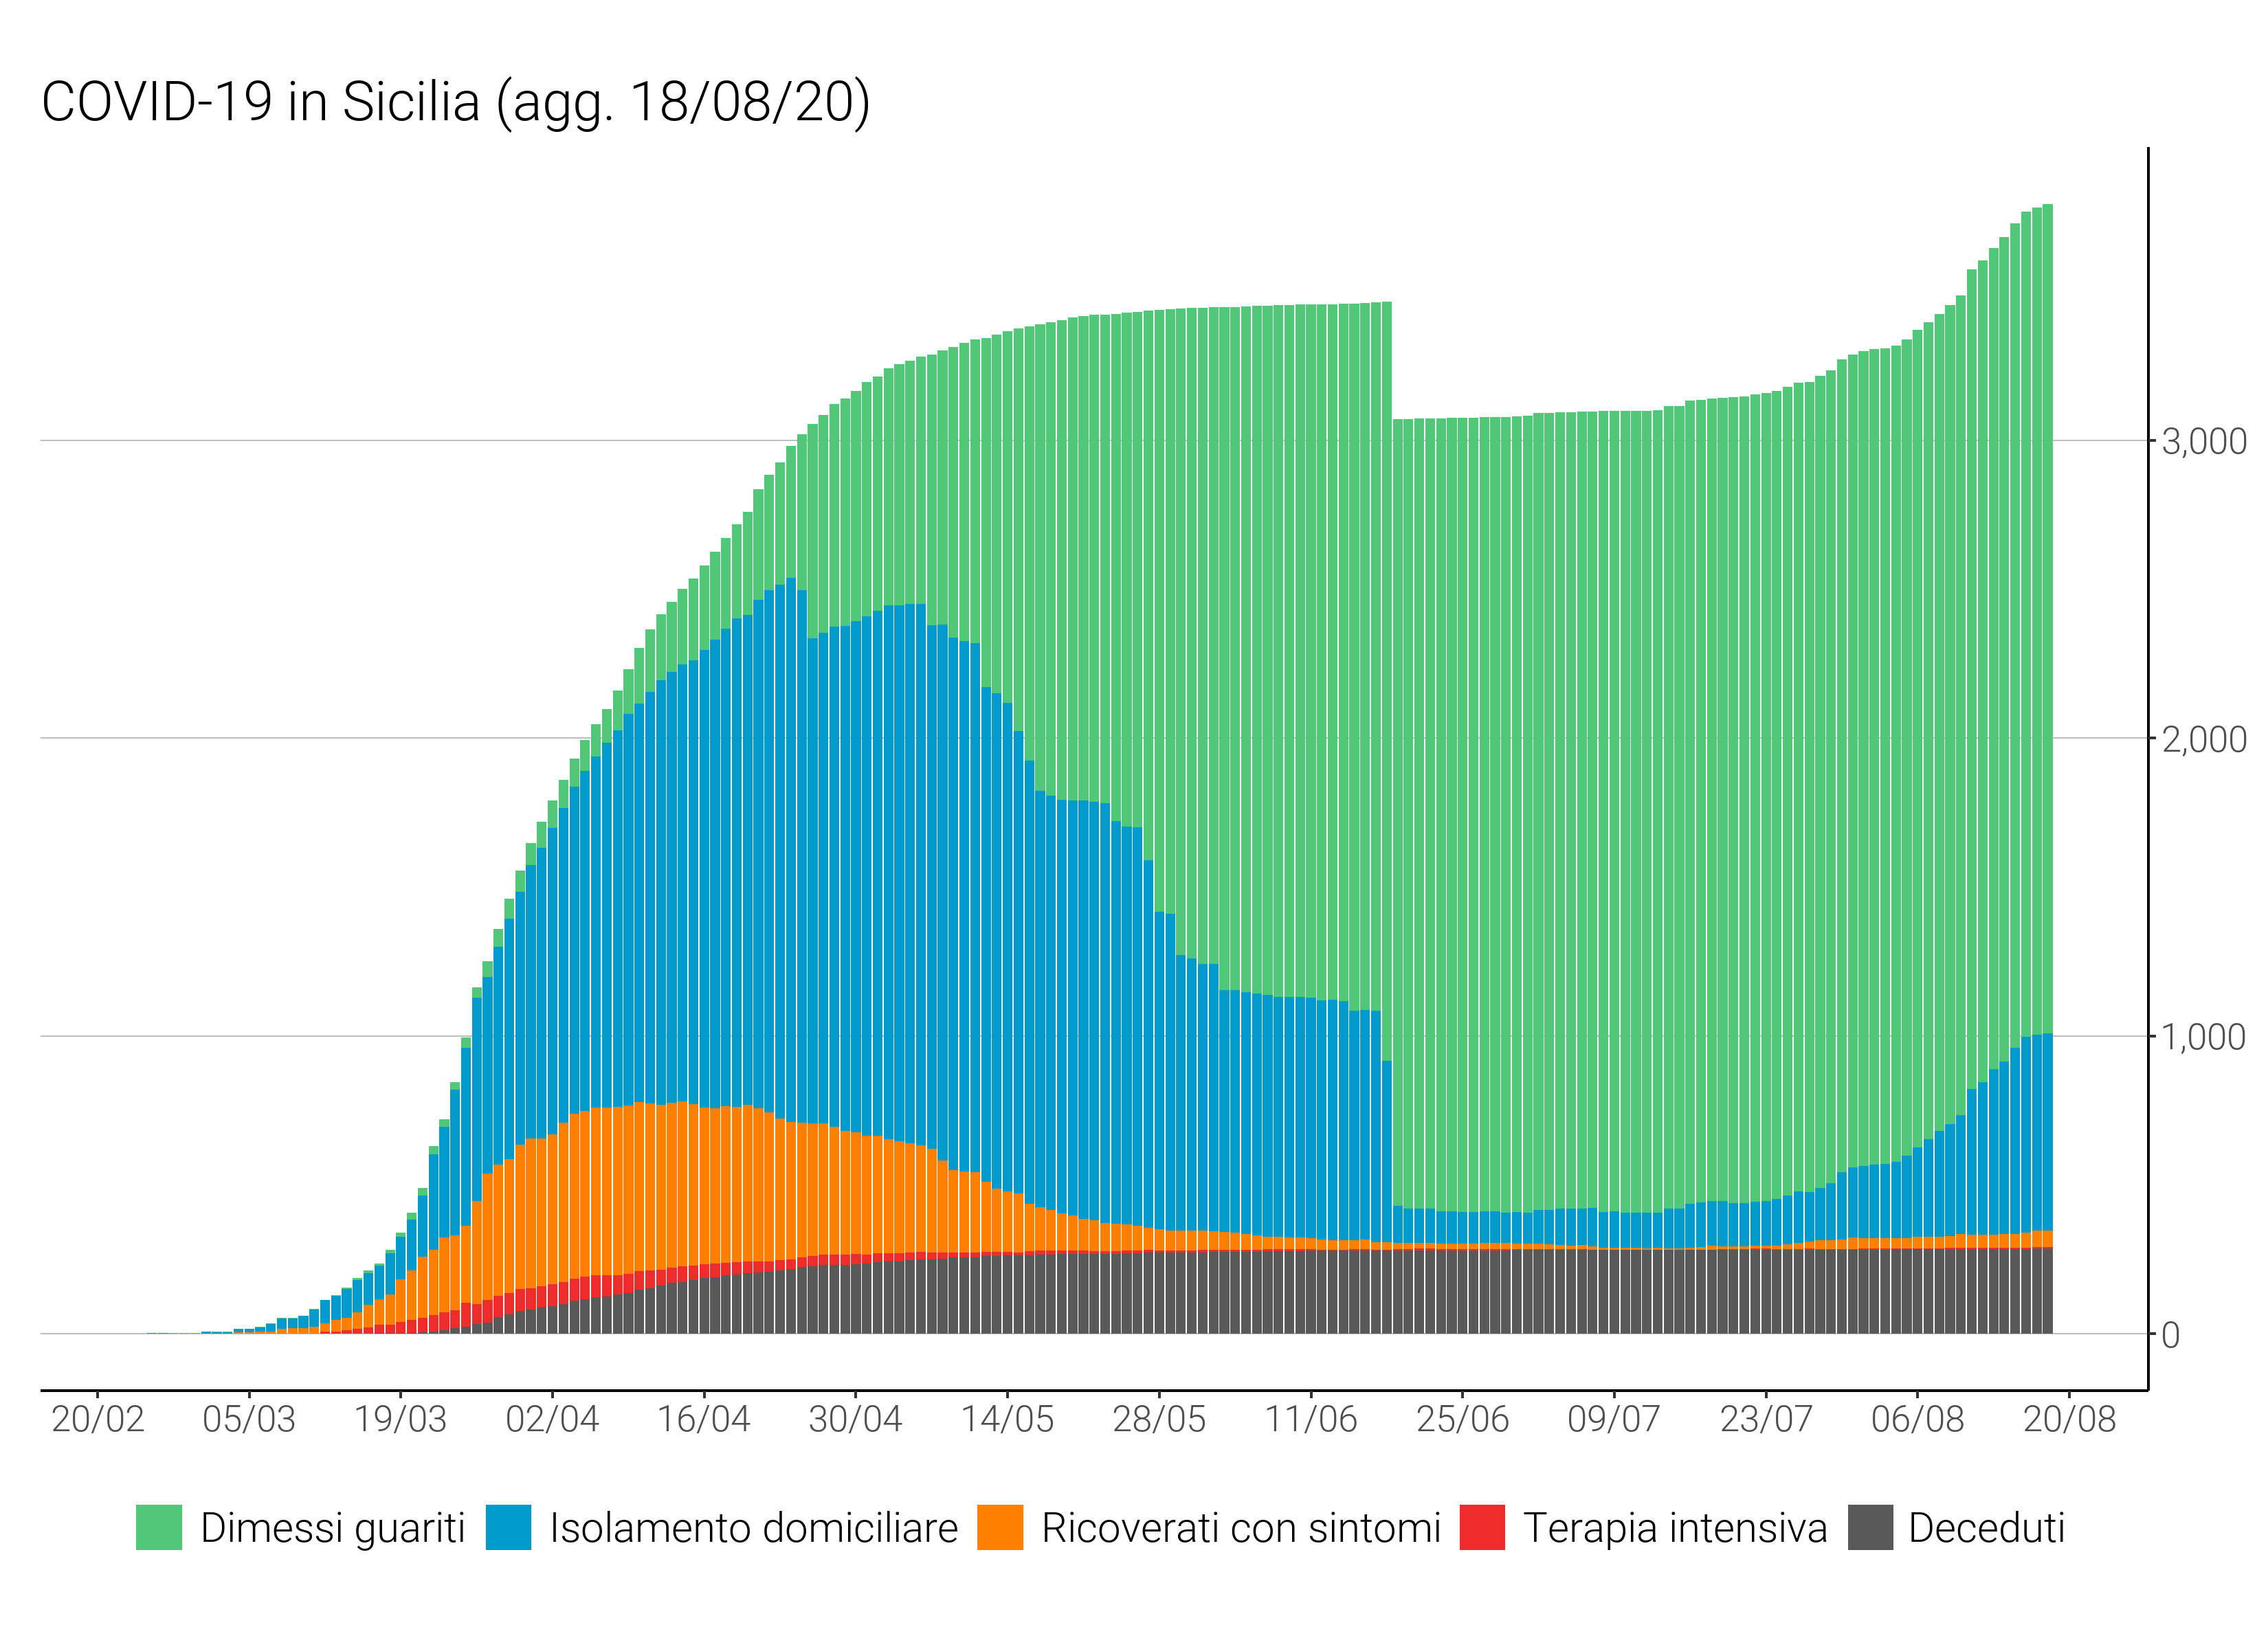 COVID-19 in Sicilia (agg. 18/08/20)
3,000
2,000
1,000
0
20/02 05/03 19/03 02/04 16/04 30/04 14/05 28/05 11/06 25/06 09/07 23/07 06/08 20/08
Dimessi guariti Isolamento domiciliare Ricoverati con sintomi Terapia intensiva Deceduti